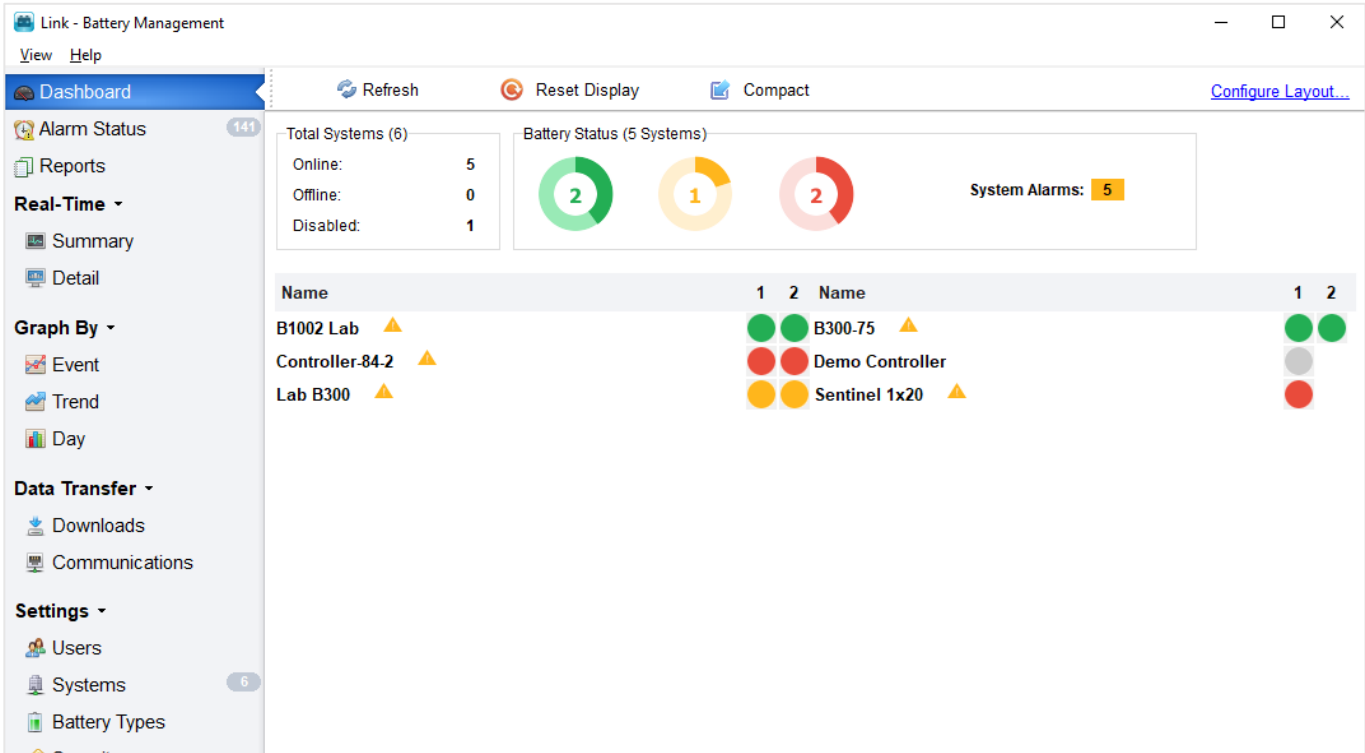 Link - Battery Management
View Help
Dashboard
Refresh Reset Display Compact Configure Layout...
Alarm Status 141
Reports
Real-Time
Summary
Detail
Graph By
Event
Trend
Day
Data Transfer
Downloads
Communications
Settings
Users
Systems 6
Battery Types
Total Systems (6)
Online: 5
Offline: 0
Disabled: 1
Battery Status (5 Systems)
2 1 2
System Alarms: 5
Name 1 2 Name 1 2
B1002 Lab B300-75
Controller-84-2 Demo Controller
Lab B300 Sentinel 1x20